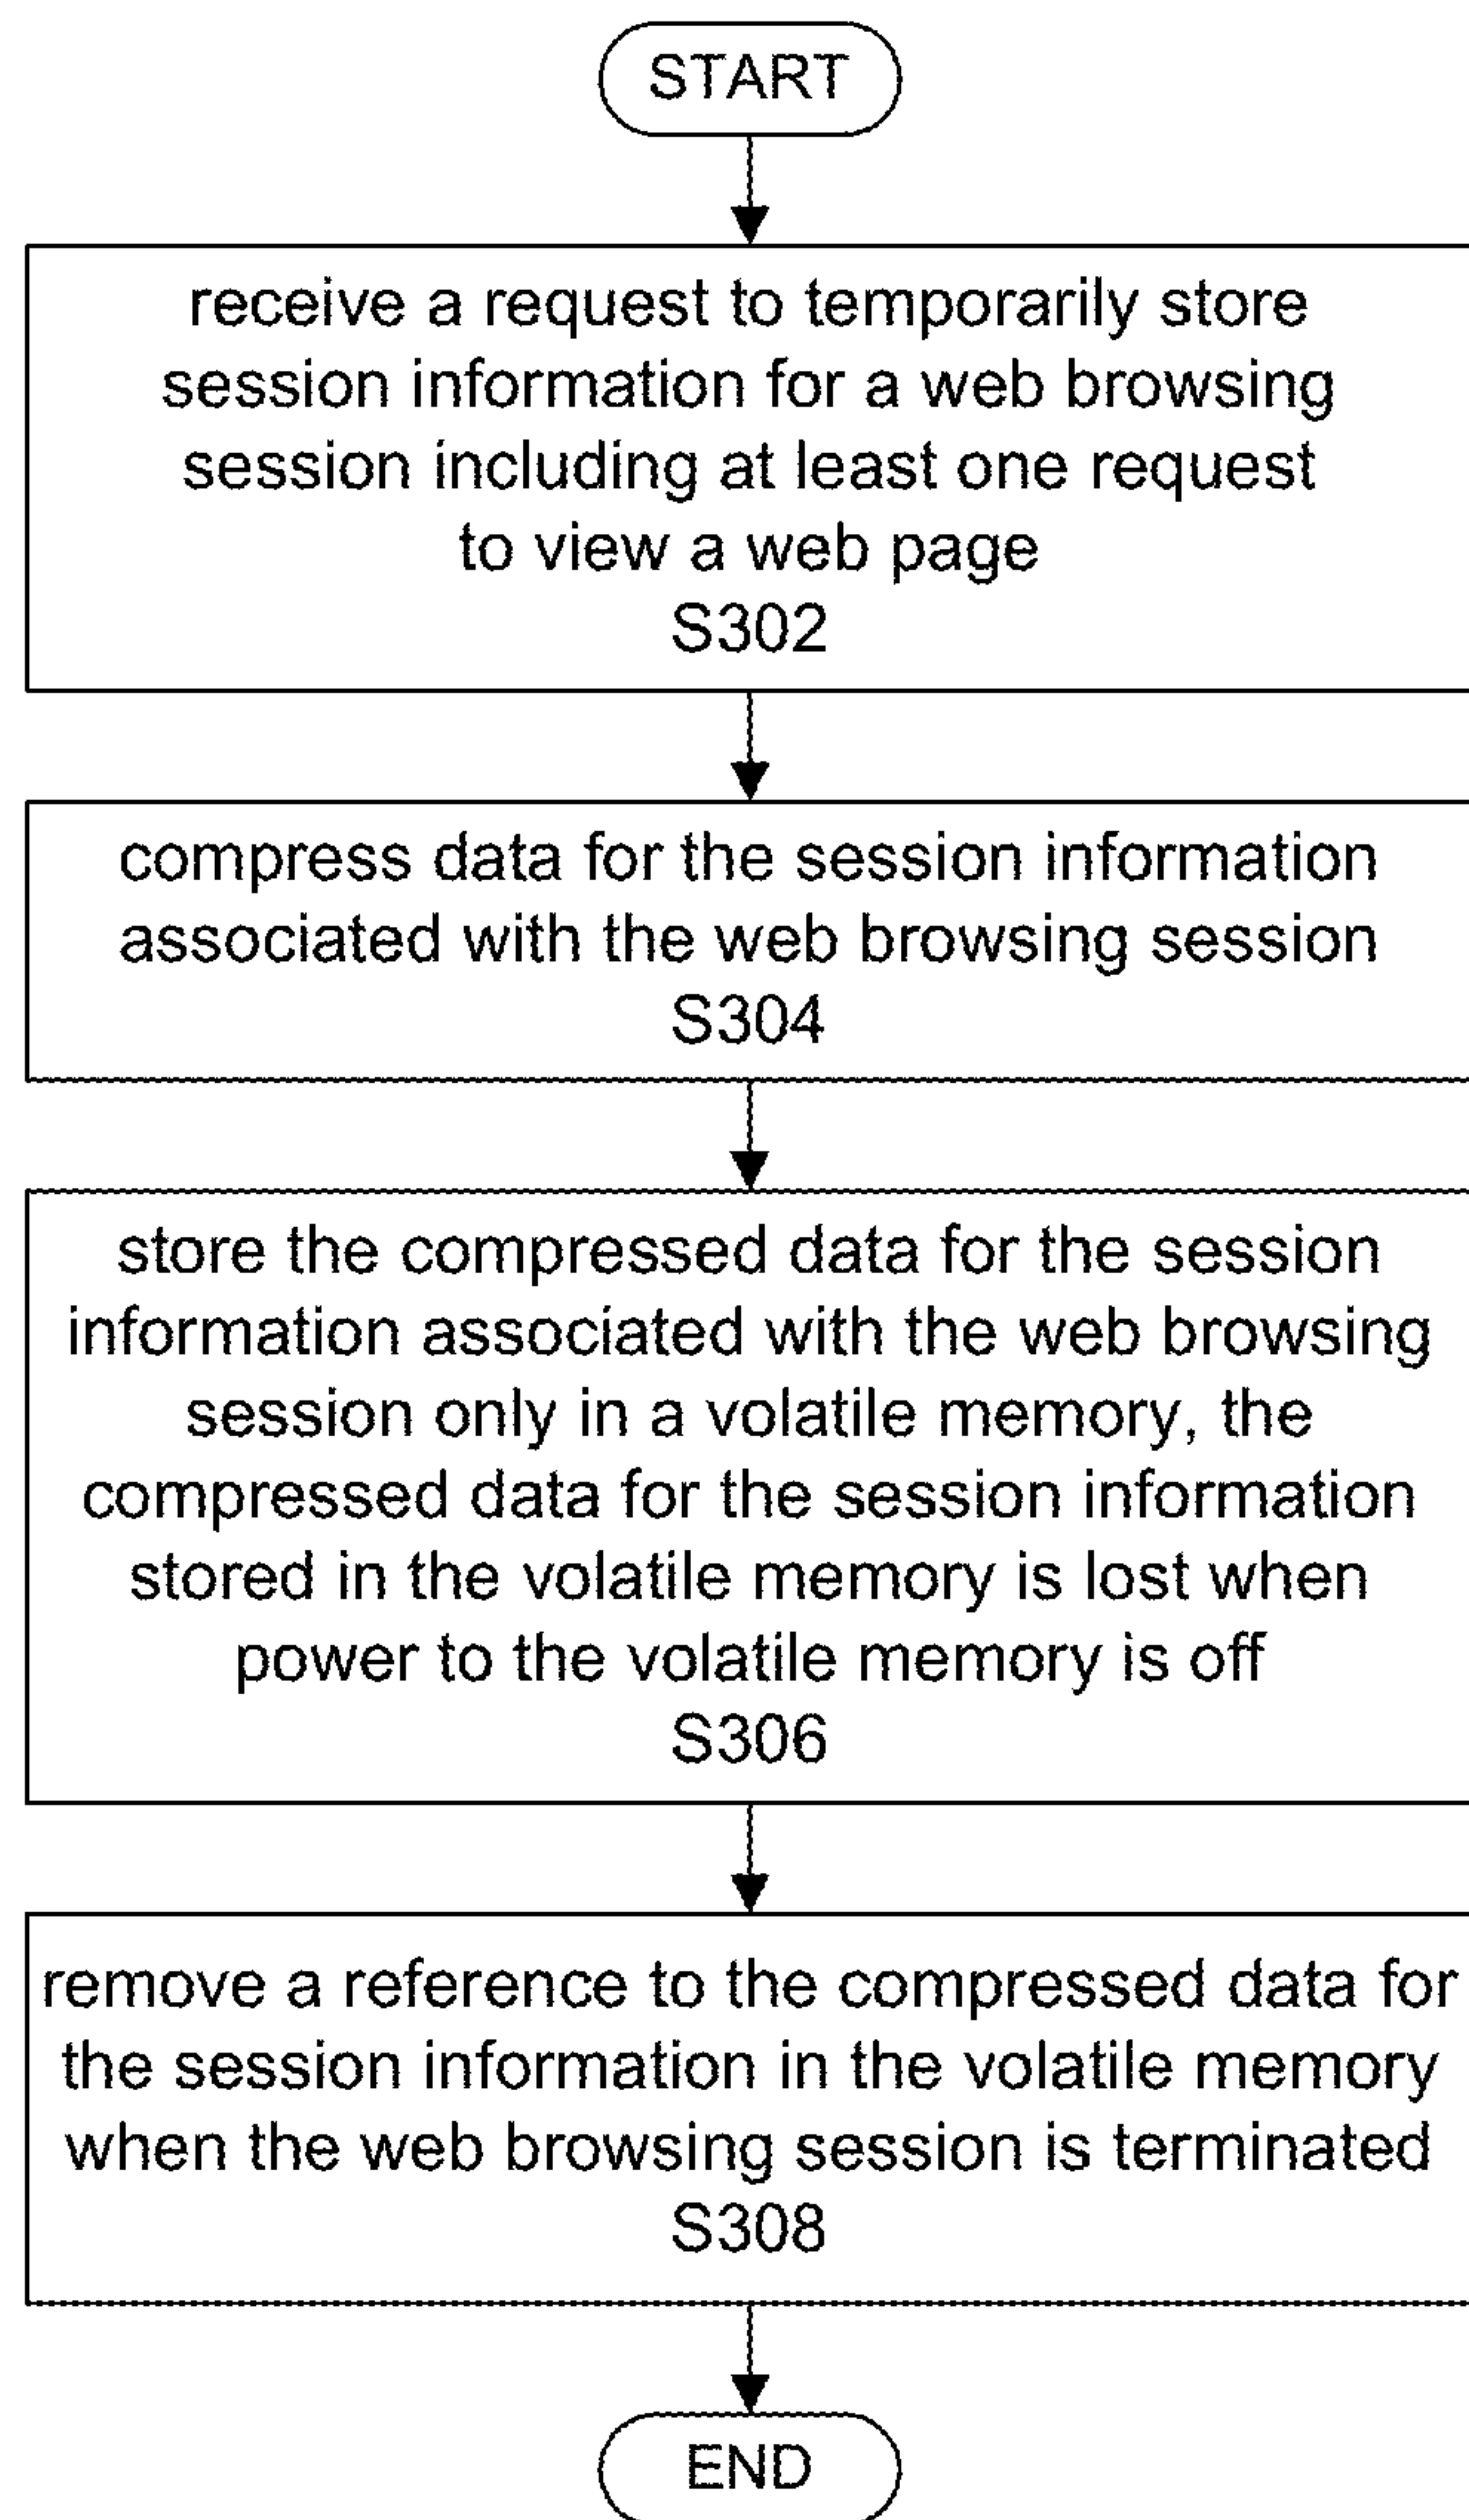 START
receive a request to temporarily store
session information for a web browsing
session including at least one request
to view a web page
S302
compress data for the session information
associated with the web browsing session
S304
store the compressed data for the session
information associated with the web browsing
session only in a volatile memory, the
compressed data for the session information
stored in the volatile memory is lost when
power to the volatile memory is off
S306
remove a reference to the compressed data for
the session information in the volatile memory
when the web browsing session is terminated
S308
END